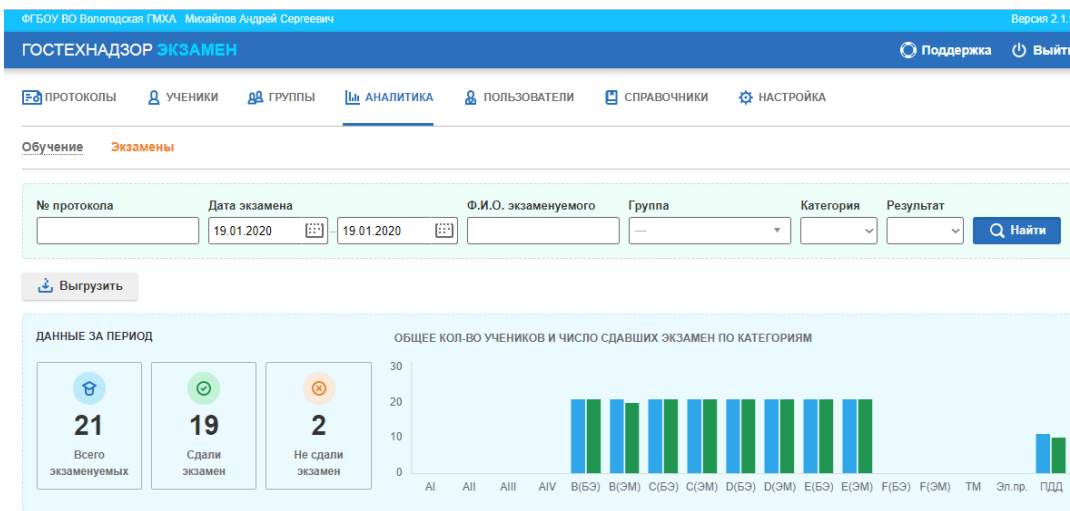 ФГБОУ ВО Вологодская ГМХА Михайлов Андрей Сергеевич Версия 2.1.
ГОСТЕХНАДЗОР ЭКЗАМЕН Поддержка Выйти
ПРОТОКОЛЫ УЧЕНИКИ ГРУППЫ АНАЛИТИКА ПОЛЬЗОВАТЕЛИ СПРАВОЧНИКИ НАСТРОЙКА
Обучение Экзамены
№ протокола Дата экзамена Ф.И.О. экзаменуемого Группа Категория Результат
19.01.2020 – 19.01.2020 — Найти
Выгрузить
ДАННЫЕ ЗА ПЕРИОД
21
Всего
экзаменуемых
19
Сдали
экзамен
2
Не сдали
экзамен
ОБЩЕЕ КОЛ-ВО УЧЕНИКОВ И ЧИСЛО СДАВШИХ ЭКЗАМЕН ПО КАТЕГОРИЯМ
30
20
10
0
AI AII AIII AIV B(БЭ) B(ЭМ) C(БЭ) C(ЭМ) D(БЭ) D(ЭМ) E(БЭ) E(ЭМ) F(БЭ) F(ЭМ) ТМ Эл.пр. ПДД